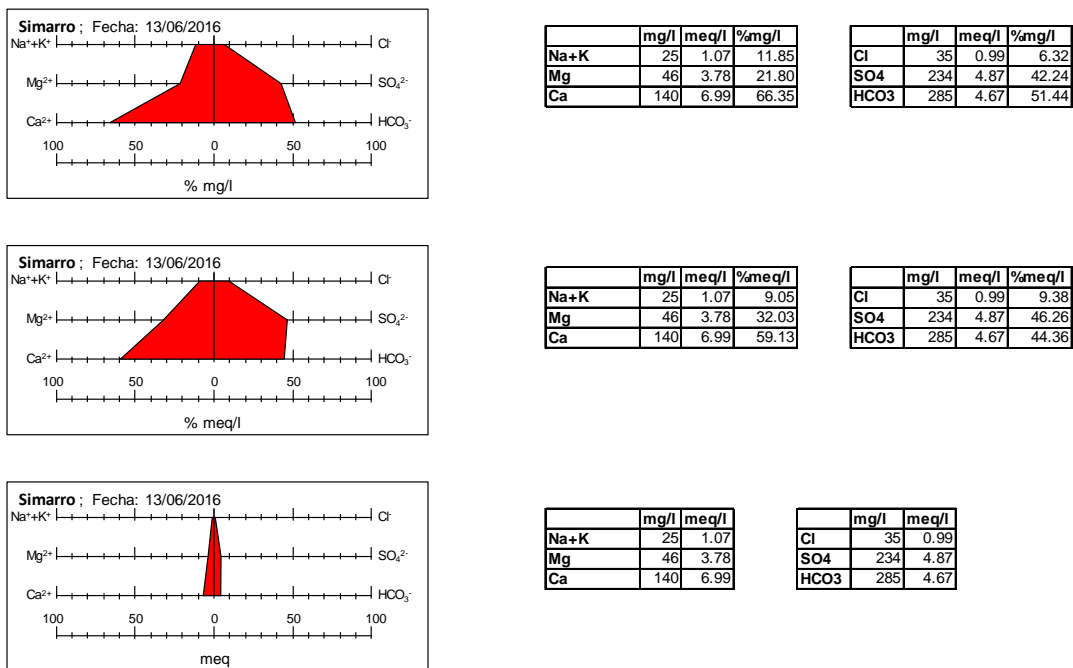 Simarro ; Fecha: 13/06/2016
Na⁺+K⁺ Cl⁻
Mg²⁺ SO₄²⁻
Ca²⁺ HCO₃⁻
100 50 0 50 100
% mg/l
mg/l meq/l %mg/l
Na+K 25 1.07 11.85
Mg 46 3.78 21.80
Ca 140 6.99 66.35
mg/l meq/l %mg/l
Cl 35 0.99 6.32
SO4 234 4.87 42.24
HCO3 285 4.67 51.44
Simarro ; Fecha: 13/06/2016
Na⁺+K⁺ Cl⁻
Mg²⁺ SO₄²⁻
Ca²⁺ HCO₃⁻
100 50 0 50 100
% meq/l
mg/l meq/l %meq/l
Na+K 25 1.07 9.05
Mg 46 3.78 32.03
Ca 140 6.99 59.13
mg/l meq/l %meq/l
Cl 35 0.99 9.38
SO4 234 4.87 46.26
HCO3 285 4.67 44.36
Simarro ; Fecha: 13/06/2016
Na⁺+K⁺ Cl⁻
Mg²⁺ SO₄²⁻
Ca²⁺ HCO₃⁻
100 50 0 50 100
meq
mg/l meq/l
Na+K 25 1.07
Mg 46 3.78
Ca 140 6.99
mg/l meq/l
Cl 35 0.99
SO4 234 4.87
HCO3 285 4.67